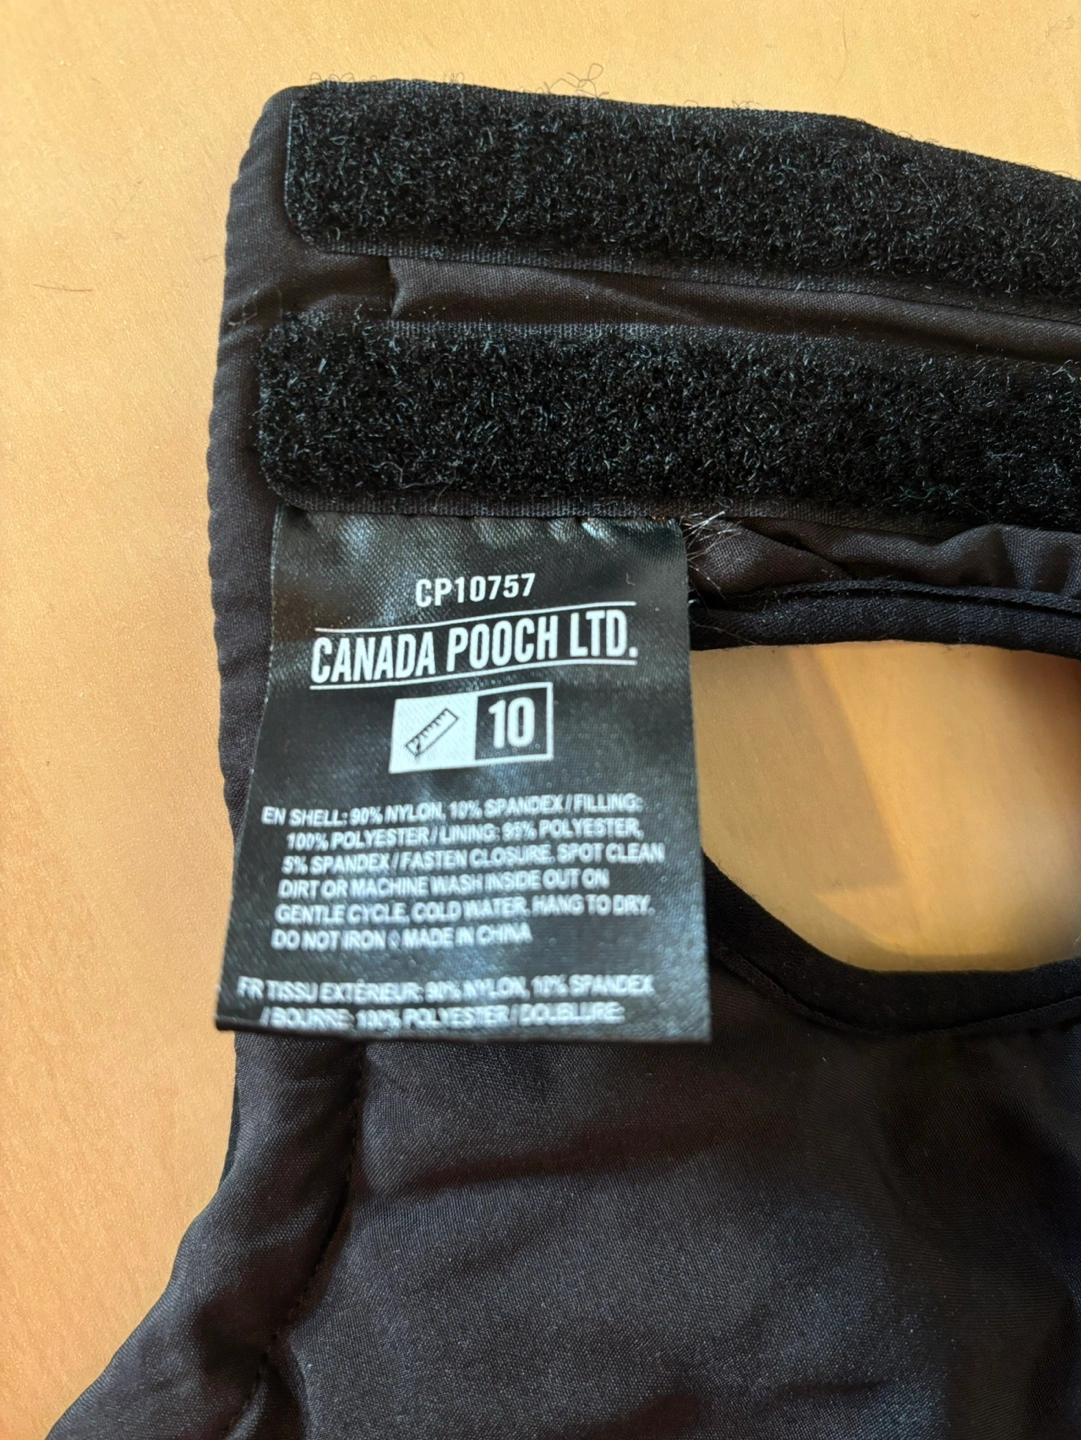 CP10757
CANADA POOCH LTD.
10
EN SHELL: 90% NYLON, 10% SPANDEX / FILLING:
100% POLYESTER / LINING: 95% POLYESTER,
5% SPANDEX / FASTEN CLOSURE. SPOT CLEAN
DIRT OR MACHINE WASH INSIDE OUT ON
GENTLE CYCLE. COLD WATER. HANG TO DRY.
DO NOT IRON ◊ MADE IN CHINA
FR TISSU EXTÉRIEUR: 90% NYLON, 10% SPANDEX
/ BOURRE: 100% POLYESTER / DOUBLURE: